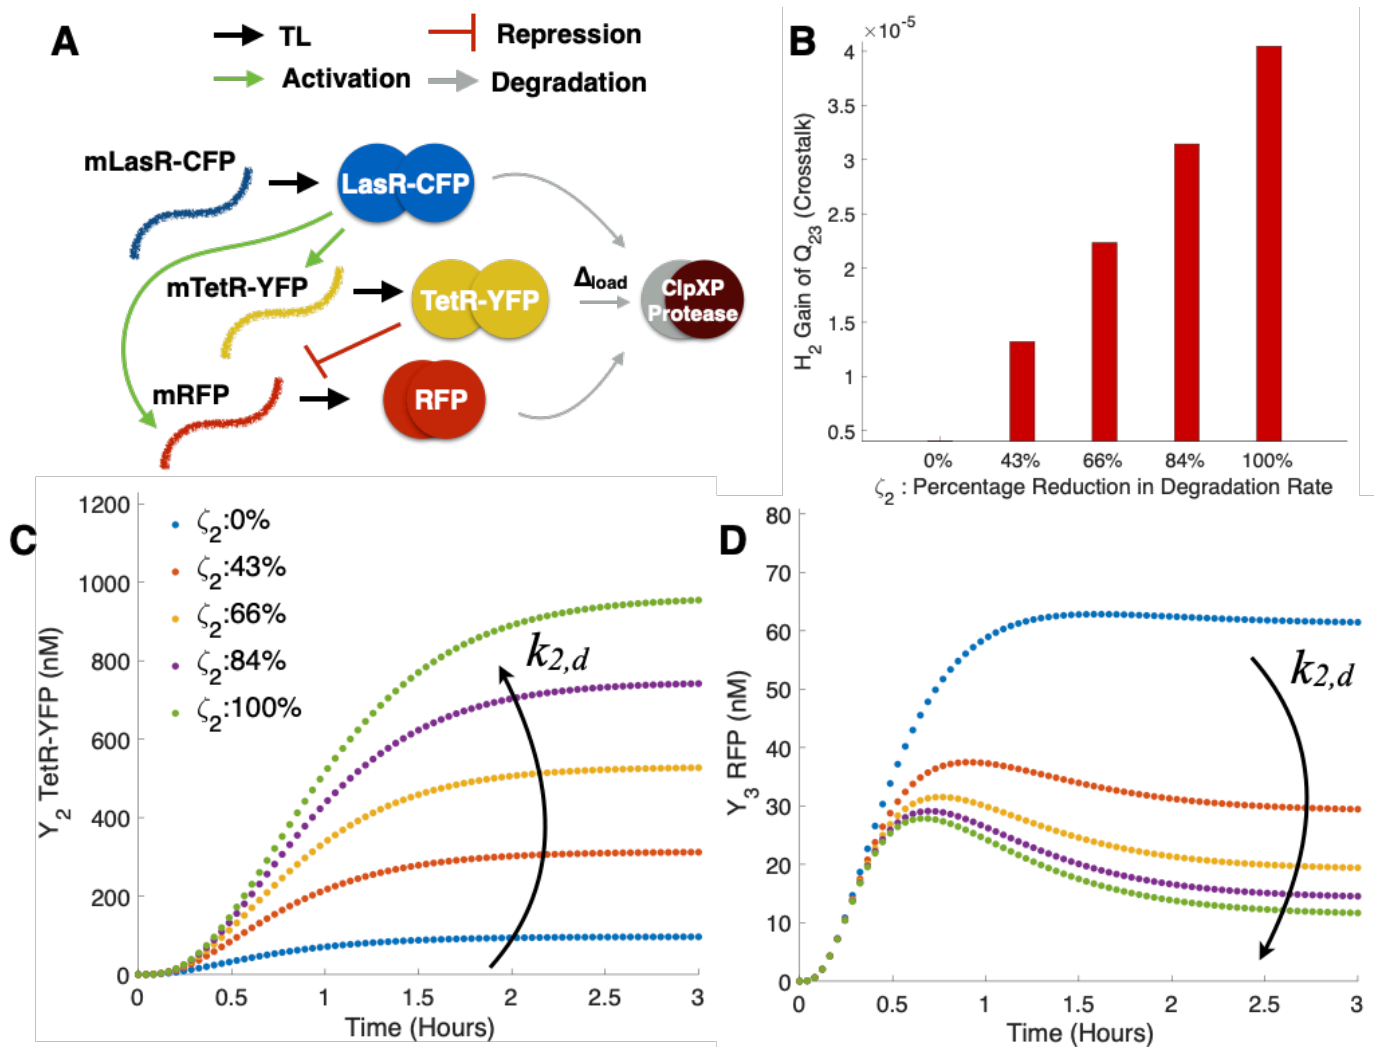 A
TL
Repression
Activation
Degradation
mLasR-CFP
LasR-CFP
mTetR-YFP
TetR-YFP
Δload
ClpXP
Protease
mRFP
RFP
B
×10-5
4
3.5
3
2.5
2
1.5
1
0.5
H2 Gain of Q23 (Crosstalk)
0% 43% 66% 84% 100%
ζ2 : Percentage Reduction in Degradation Rate
C
1200
1000
800
600
400
200
0
Y2 TetR-YFP (nM)
ζ2:0%
ζ2:43%
ζ2:66%
ζ2:84%
ζ2:100%
k2,d
0 0.5 1 1.5 2 2.5 3
Time (Hours)
D
80
70
60
50
40
30
20
10
0
Y3 RFP (nM)
k2,d
0 0.5 1 1.5 2 2.5 3
Time (Hours)